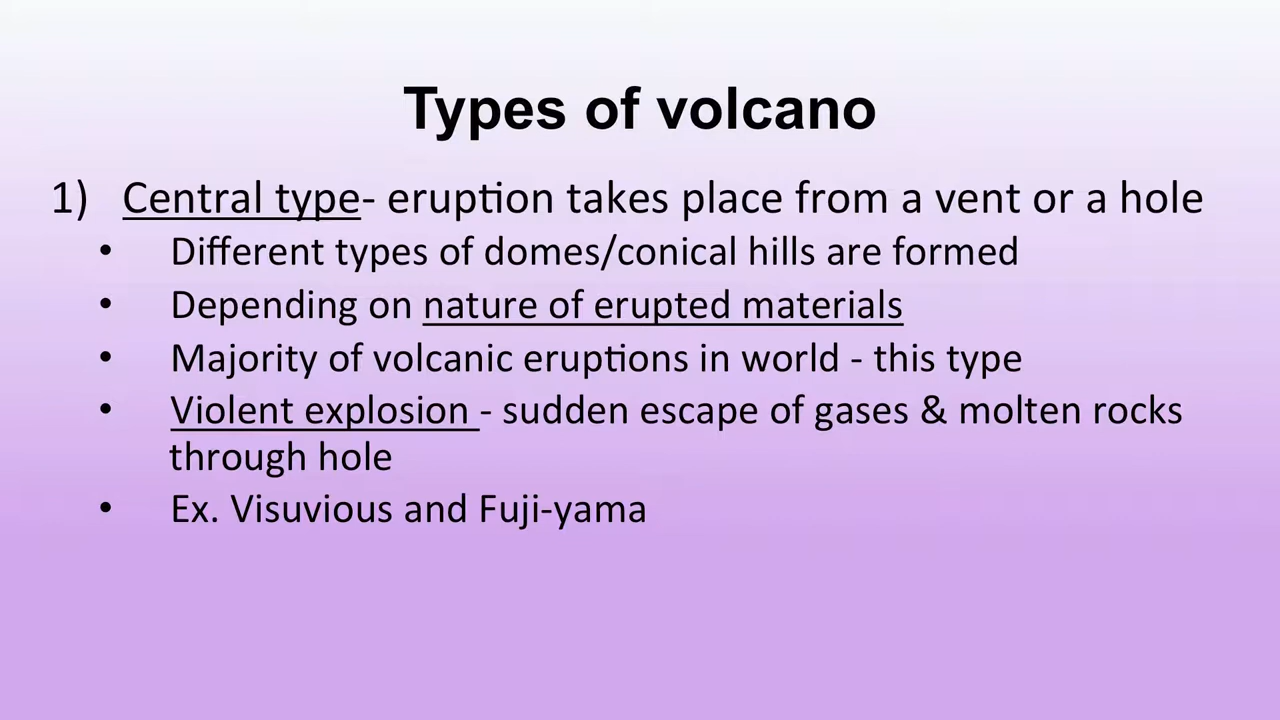 Types of volcano
1) Central type- eruption takes place from a vent or a hole
• Different types of domes/conical hills are formed
• Depending on nature of erupted materials
• Majority of volcanic eruptions in world - this type
• Violent explosion - sudden escape of gases & molten rocks
through hole
• Ex. Visuvious and Fuji-yama